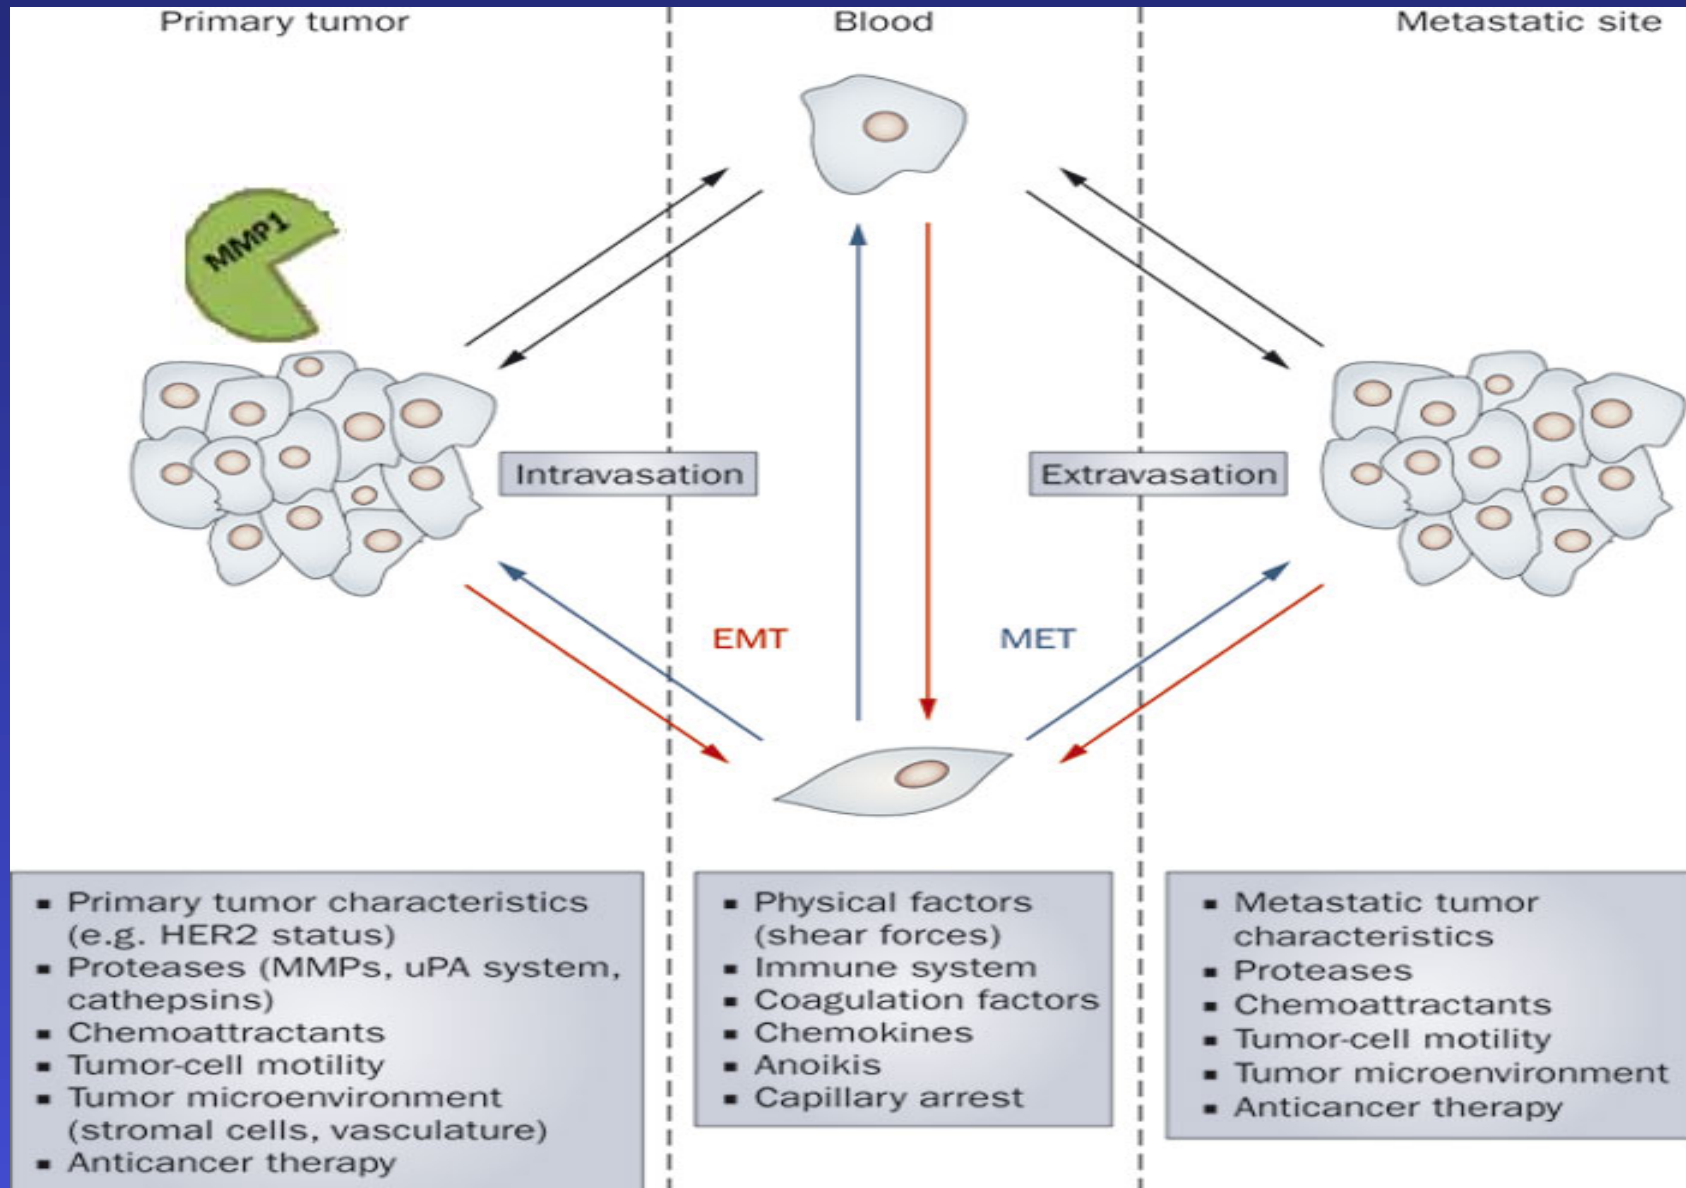 Primary tumor
Blood
Metastatic site
MMP1
Intravasation
Extravasation
EMT
MET
▪ Primary tumor characteristics
(e.g. HER2 status)
▪ Proteases (MMPs, uPA system,
cathepsins)
▪ Chemoattractants
▪ Tumor-cell motility
▪ Tumor microenvironment
(stromal cells, vasculature)
▪ Anticancer therapy
▪ Physical factors
(shear forces)
▪ Immune system
▪ Coagulation factors
▪ Chemokines
▪ Anoikis
▪ Capillary arrest
▪ Metastatic tumor
characteristics
▪ Proteases
▪ Chemoattractants
▪ Tumor-cell motility
▪ Tumor microenvironment
▪ Anticancer therapy